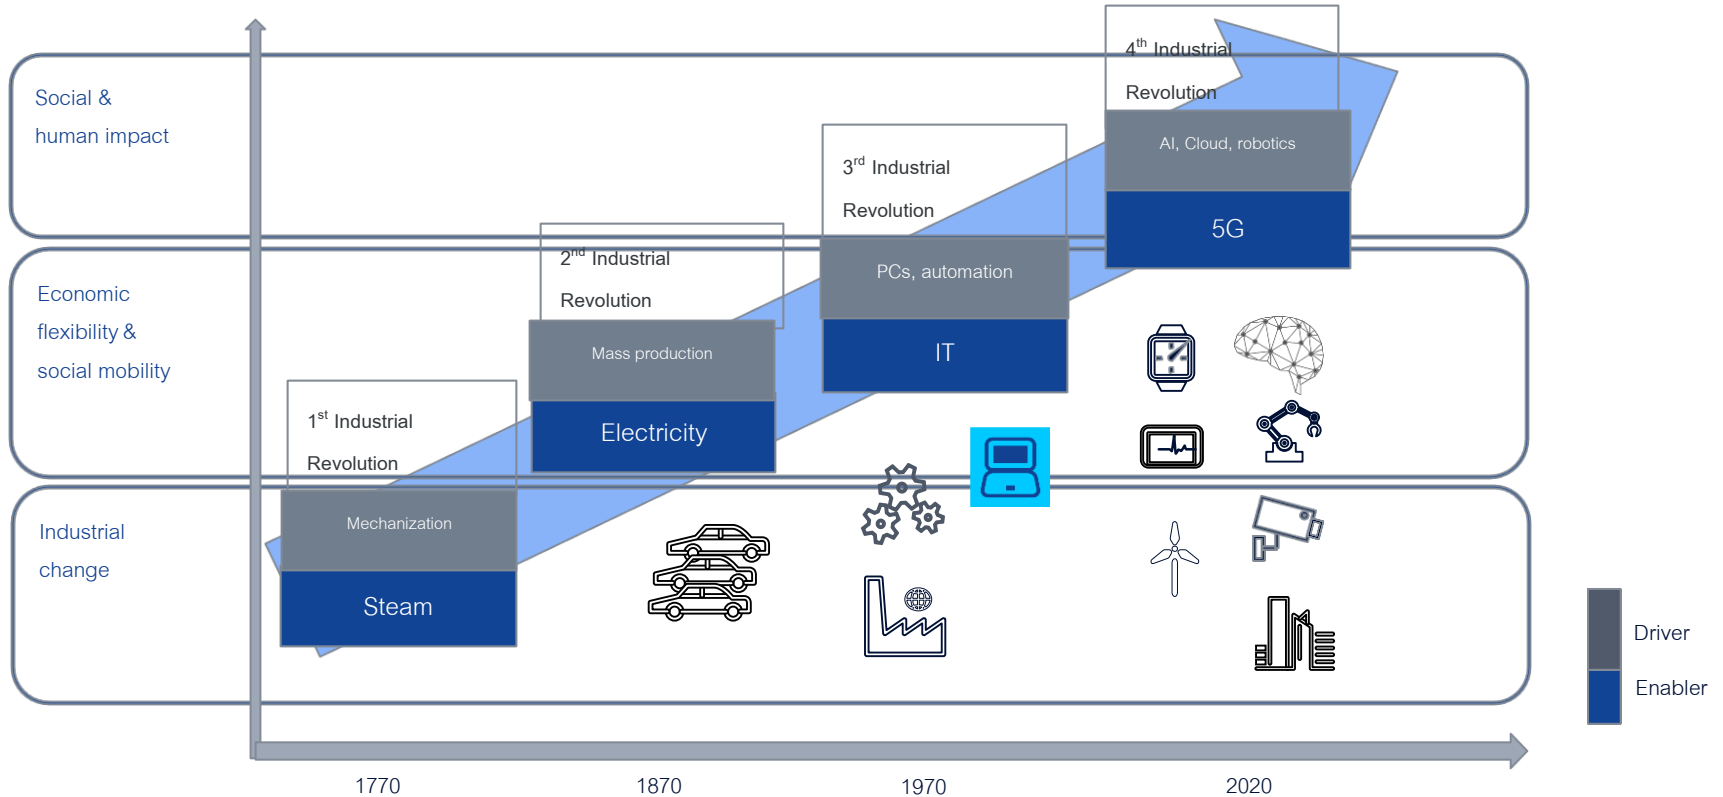 Social &
human impact
Economic
flexibility &
social mobility
Industrial
change
1st Industrial
Revolution
Mechanization
Steam
2nd Industrial
Revolution
Mass production
Electricity
3rd Industrial
Revolution
PCs, automation
IT
4th Industrial
Revolution
AI, Cloud, robotics
5G
Driver
Enabler
1770
1870
1970
2020